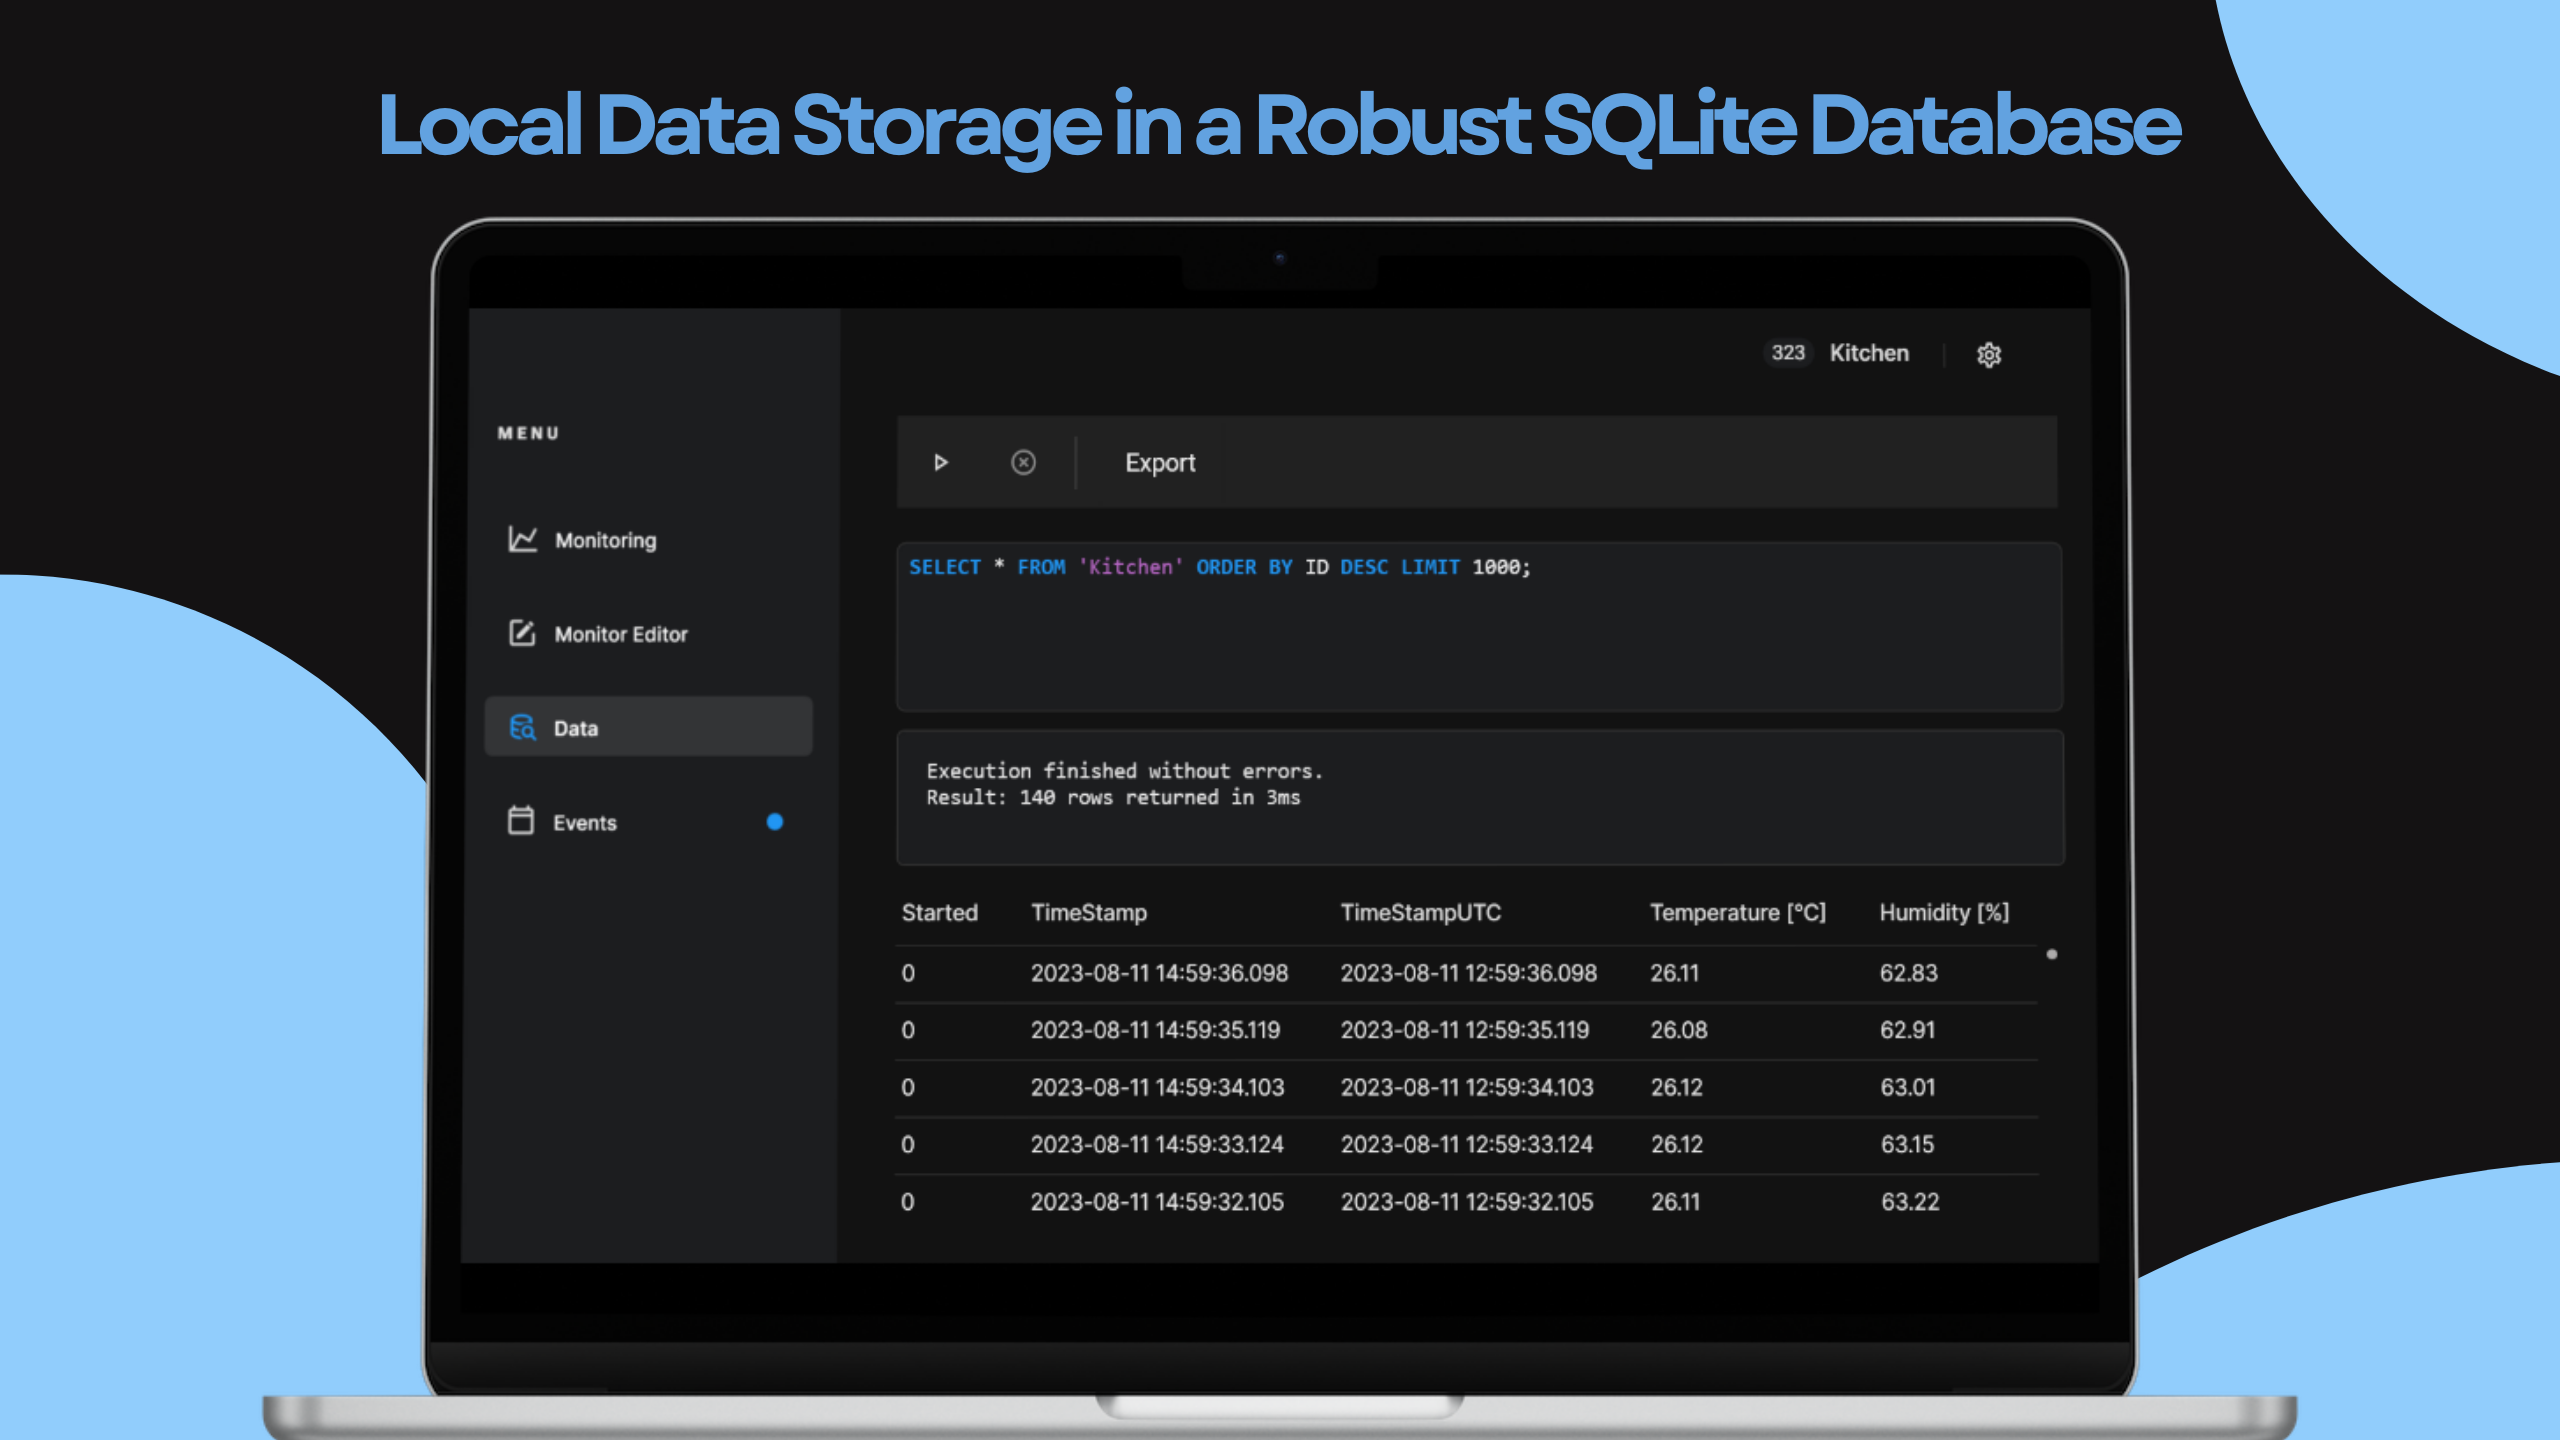 Local Data Storage in a Robust SQLite Database
323 Kitchen
MENU
Monitoring
Monitor Editor
Data
Events
Export
SELECT * FROM 'Kitchen' ORDER BY ID DESC LIMIT 1000;
Execution finished without errors.
Result: 140 rows returned in 3ms
Started TimeStamp TimeStampUTC Temperature [°C] Humidity [%]
0 2023-08-11 14:59:36.098 2023-08-11 12:59:36.098 26.11 62.83
0 2023-08-11 14:59:35.119 2023-08-11 12:59:35.119 26.08 62.91
0 2023-08-11 14:59:34.103 2023-08-11 12:59:34.103 26.12 63.01
0 2023-08-11 14:59:33.124 2023-08-11 12:59:33.124 26.12 63.15
0 2023-08-11 14:59:32.105 2023-08-11 12:59:32.105 26.11 63.22